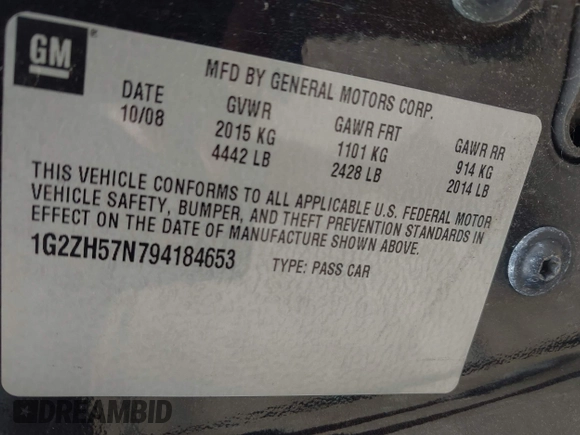 GM®
MFD BY GENERAL MOTORS CORP.
DATE GVWR GAWR FRT GAWR RR
10/08 2015 KG 1101 KG 914 KG
4442 LB 2428 LB 2014 LB
THIS VEHICLE CONFORMS TO ALL APPLICABLE U.S. FEDERAL MOTOR
VEHICLE SAFETY, BUMPER, AND THEFT PREVENTION STANDARDS IN
EFFECT ON THE DATE OF MANUFACTURE SHOWN ABOVE.
1G2ZH57N794184653 TYPE: PASS CAR
DREAMBID